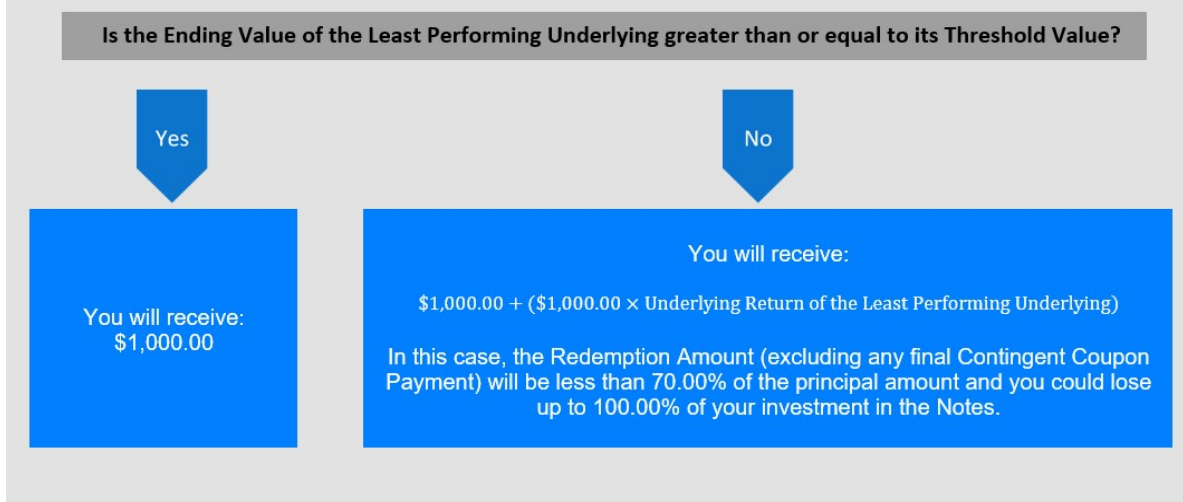 Is the Ending Value of the Least Performing Underlying greater than or equal to its Threshold Value?
Yes
No
You will receive:
$1,000.00
You will receive:
$1,000.00 + ($1,000.00 × Underlying Return of the Least Performing Underlying)
In this case, the Redemption Amount (excluding any final Contingent Coupon
Payment) will be less than 70.00% of the principal amount and you could lose
up to 100.00% of your investment in the Notes.